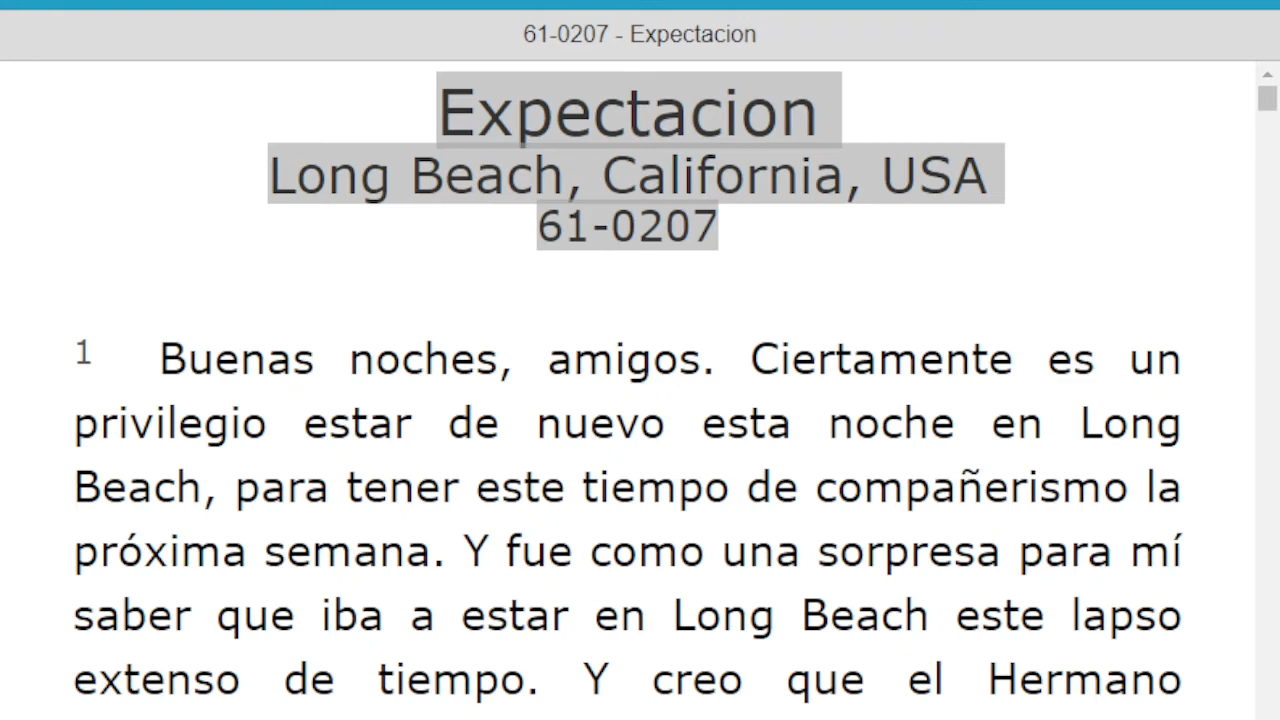 61-0207 - Expectacion
Expectacion
Long Beach, California, USA
61-0207
1 Buenas noches, amigos. Ciertamente es un
privilegio estar de nuevo esta noche en Long
Beach, para tener este tiempo de compañerismo la
próxima semana. Y fue como una sorpresa para mí
saber que iba a estar en Long Beach este lapso
extenso de tiempo. Y creo que el Hermano